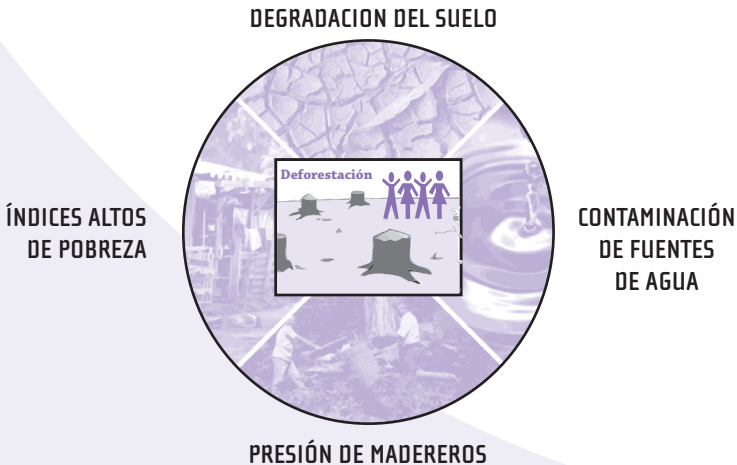 DEGRADACION DEL SUELO
Deforestación
ÍNDICES ALTOS
DE POBREZA
CONTAMINACIÓN
DE FUENTES
DE AGUA
PRESIÓN DE MADEREROS